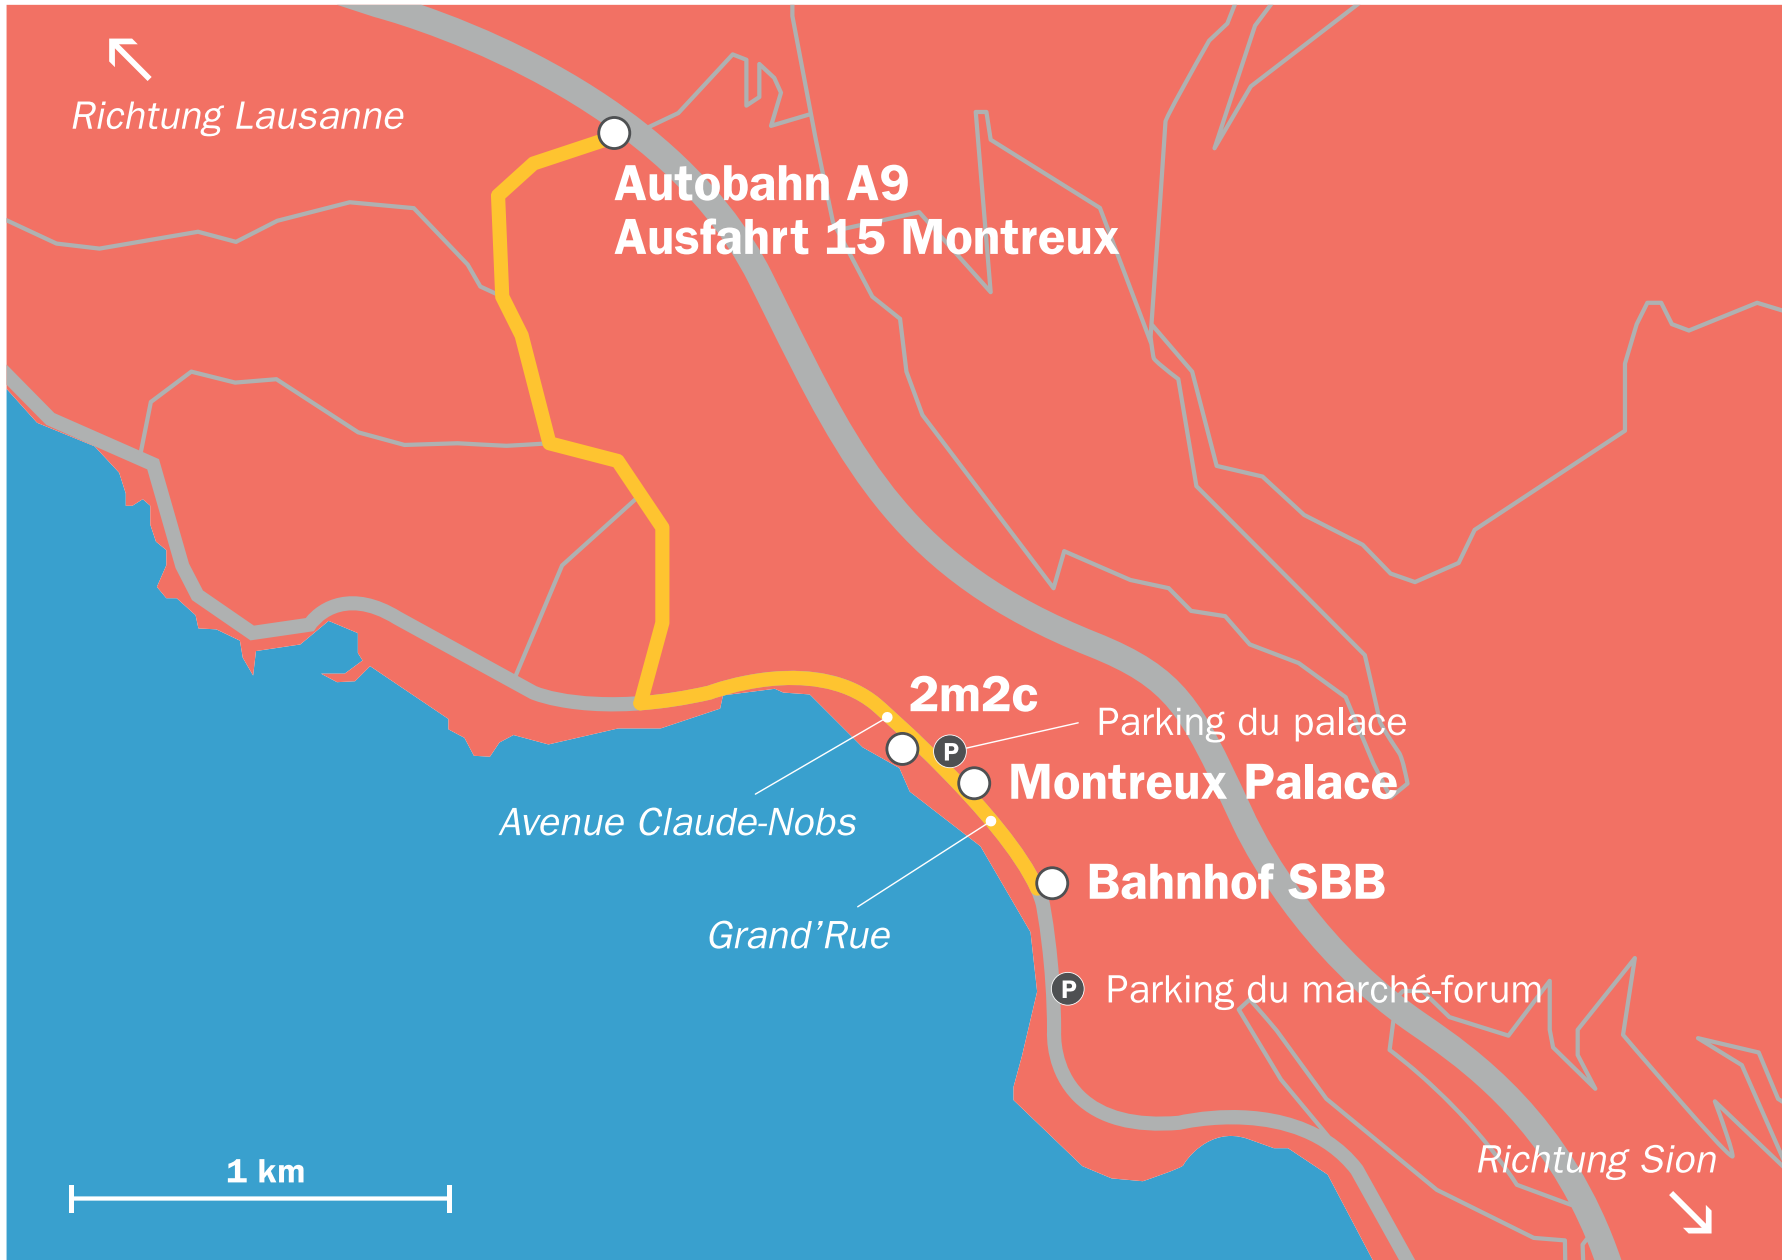 Richtung Lausanne
Autobahn A9
Ausfahrt 15 Montreux
2m2c
Parking du palace
P
Montreux Palace
Avenue Claude-Nobs
Bahnhof SBB
Grand’Rue
P
Parking du marché-forum
Richtung Sion
1 km